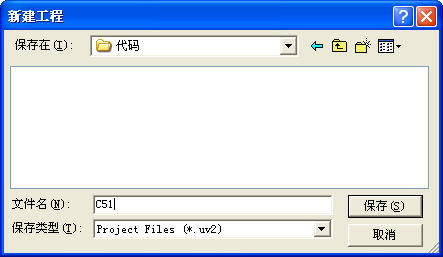 新建工程
保存在(I):
代码
文件名(N):
C51
保存(S)
保存类型(T):
Project Files (*.uv2)
取消